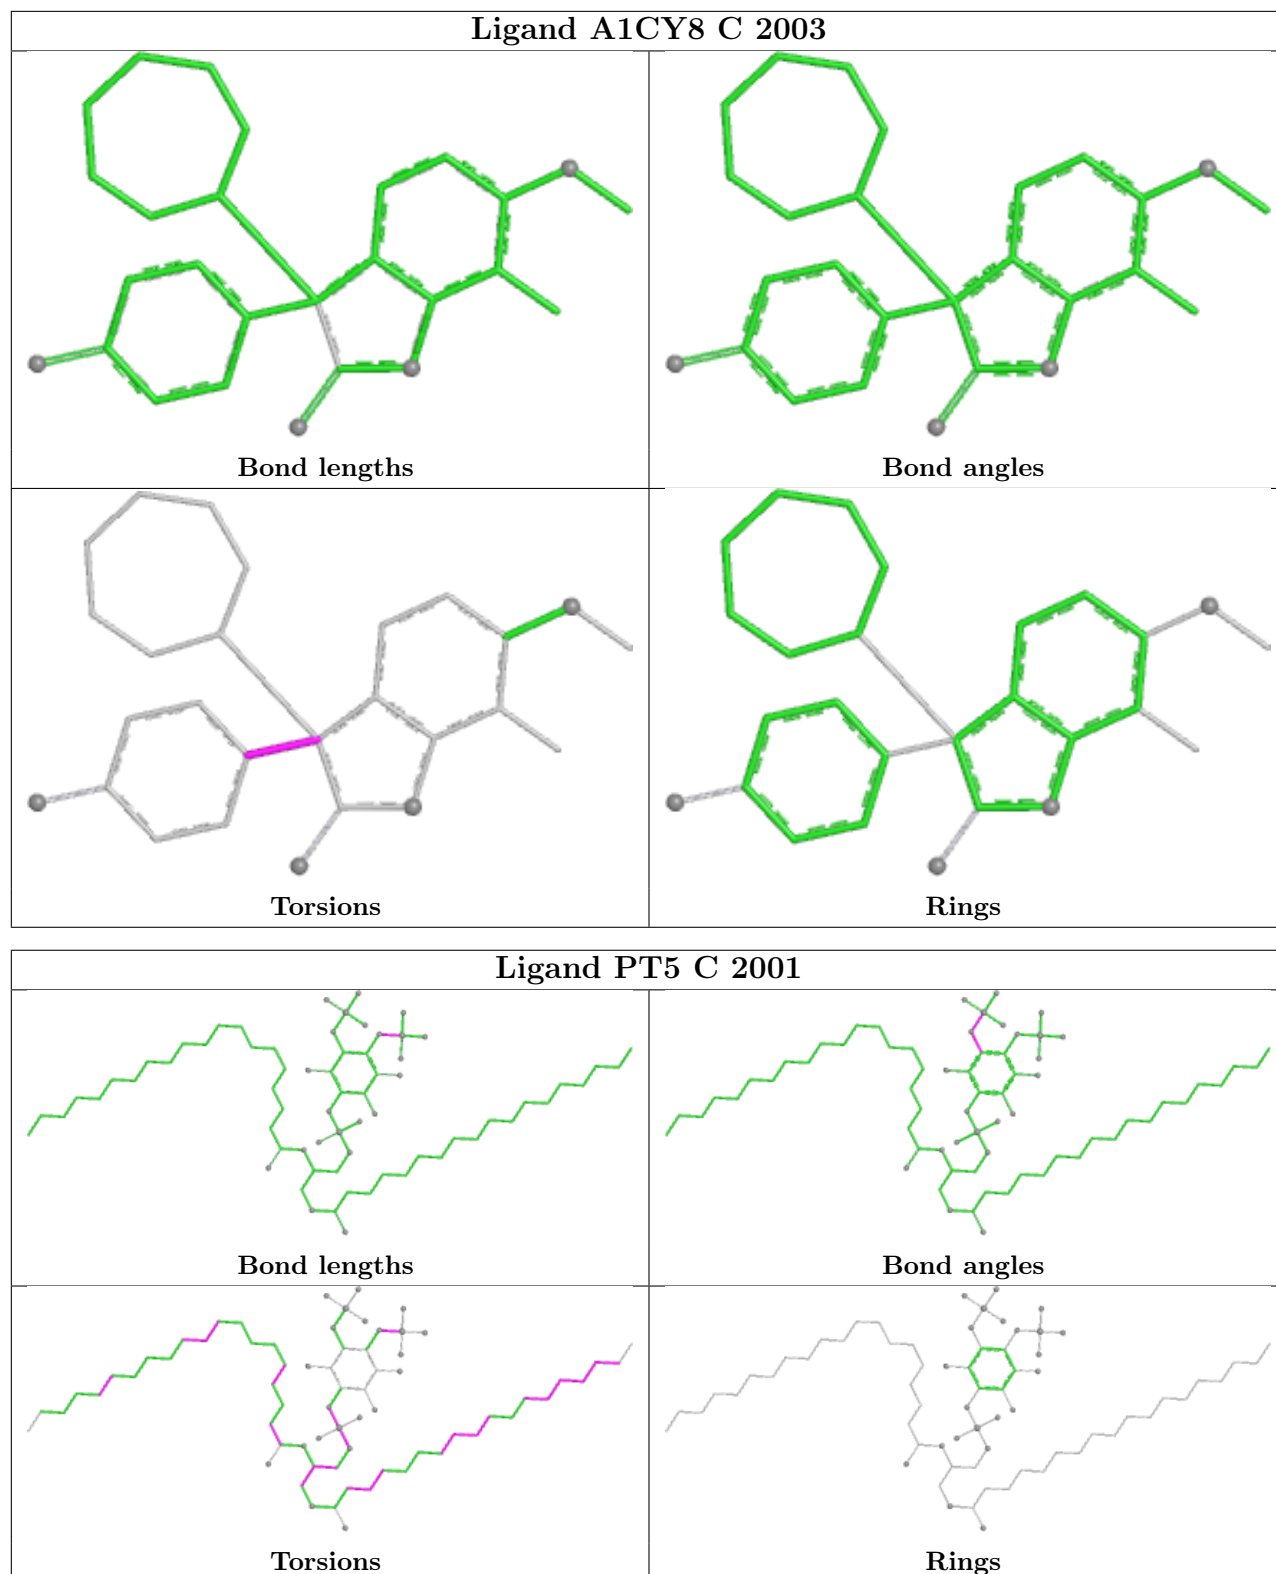 Ligand A1CY8 C 2003
Bond lengths
Bond angles
Torsions
Rings
Ligand PT5 C 2001
Bond lengths
Bond angles
Torsions
Rings